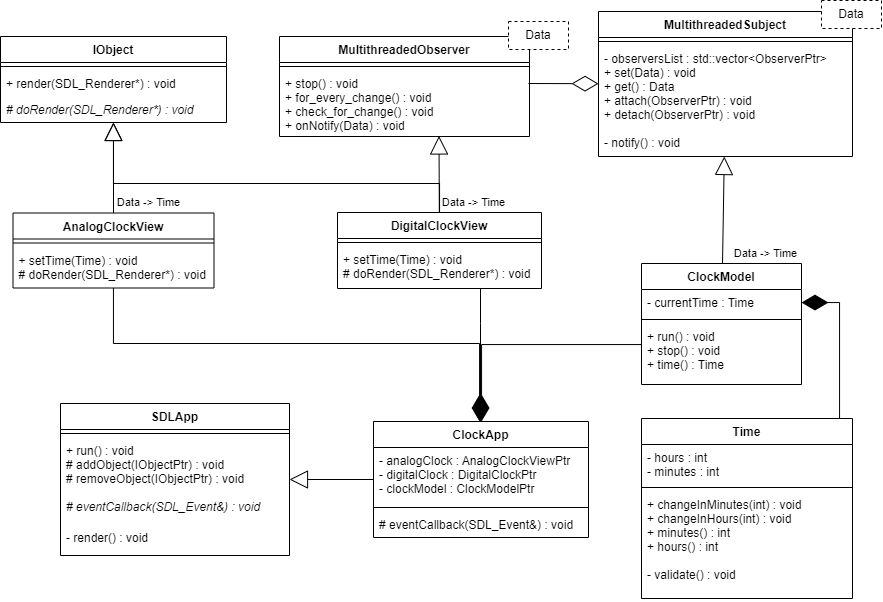 Data
MultithreadedSubject
- observersList : std::vector<ObserverPtr>
+ set(Data) : void
+ get() : Data
+ attach(ObserverPtr) : void
+ detach(ObserverPtr) : void
- notify() : void
Data
MultithreadedObserver
+ stop() : void
+ for_every_change() : void
+ check_for_change() : void
+ onNotify(Data) : void
IObject
+ render(SDL_Renderer*) : void
# doRender(SDL_Renderer*) : void
Data -> Time
AnalogClockView
+ setTime(Time) : void
# doRender(SDL_Renderer*) : void
Data -> Time
DigitalClockView
+ setTime(Time) : void
# doRender(SDL_Renderer*) : void
Data -> Time
ClockModel
- currentTime : Time
+ run() : void
+ stop() : void
+ time() : Time
SDLApp
+ run() : void
# addObject(IObjectPtr) : void
# removeObject(IObjectPtr) : void
# eventCallback(SDL_Event&) : void
- render() : void
ClockApp
- analogClock : AnalogClockViewPtr
- digitalClock : DigitalClockPtr
- clockModel : ClockModelPtr
# eventCallback(SDL_Event&) : void
Time
- hours : int
- minutes : int
+ changeInMinutes(int) : void
+ changeInHours(int) : void
+ minutes() : int
+ hours() : int
- validate() : void